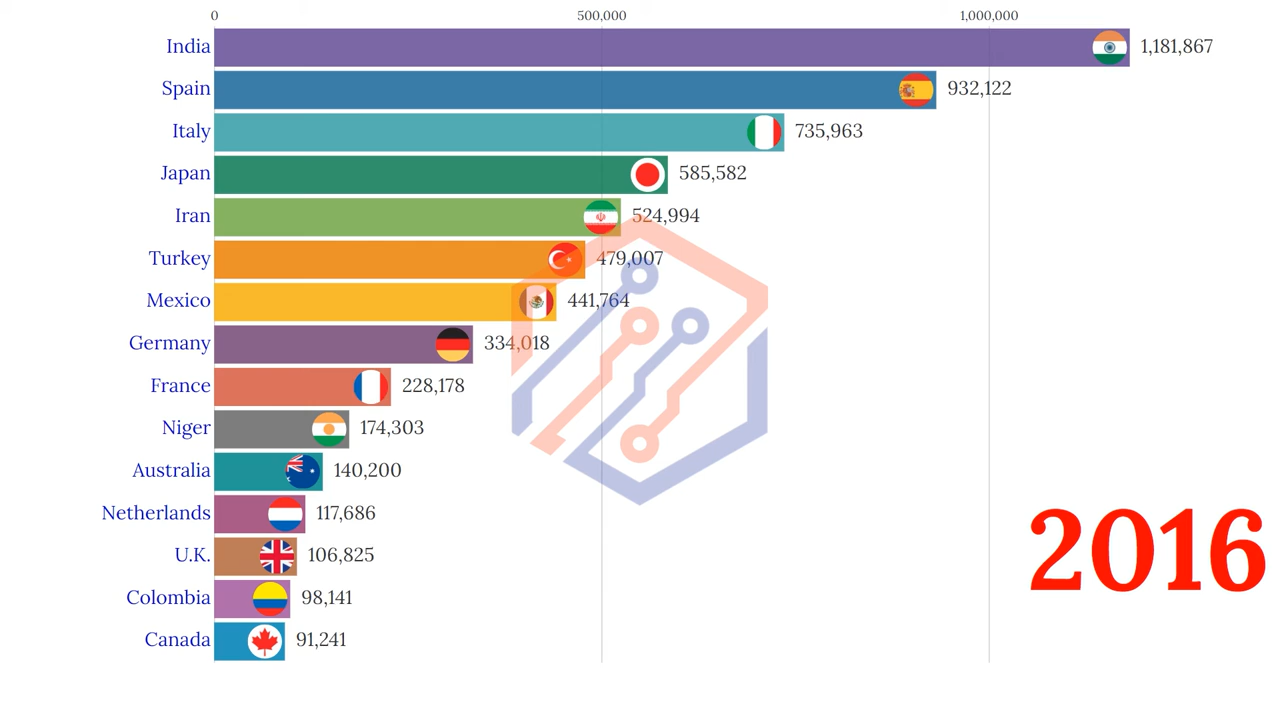 0 500,000 1,000,000
India 1,181,867
Spain 932,122
Italy 735,963
Japan 585,582
Iran 524,994
Turkey 479,007
Mexico 441,764
Germany 334,018
France 228,178
Niger 174,303
Australia 140,200
Netherlands 117,686
U.K. 106,825
Colombia 98,141
Canada 91,241
2016